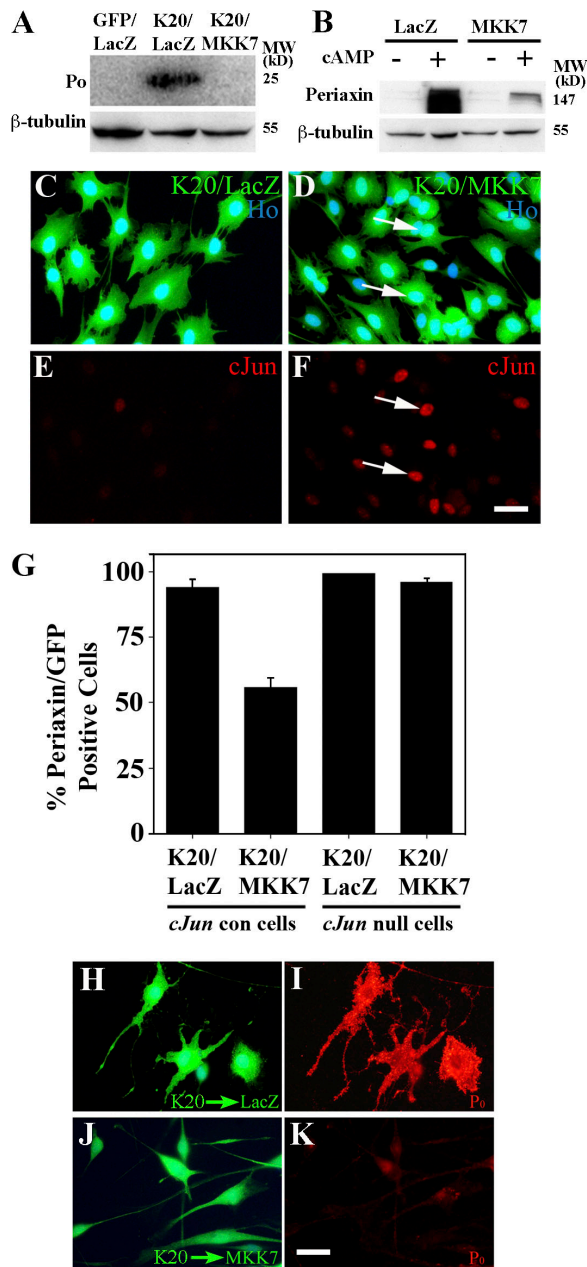 A
GFP/ K20/ K20/
LacZ LacZ MKK7
MW
(kD)
Po 25
β-tubulin 55
B
LacZ MKK7
cAMP - + - +
MW
(kD)
Periaxin 147
β-tubulin 55
C K20/LacZ
Ho
D K20/MKK7
Ho
E cJun
F cJun
G
% Periaxin/GFP
Positive Cells
100
75
50
25
0
K20/ K20/ K20/ K20/
LacZ MKK7 LacZ MKK7
cJun con cells cJun null cells
H K20→LacZ
I P₀
J K20→MKK7
K P₀